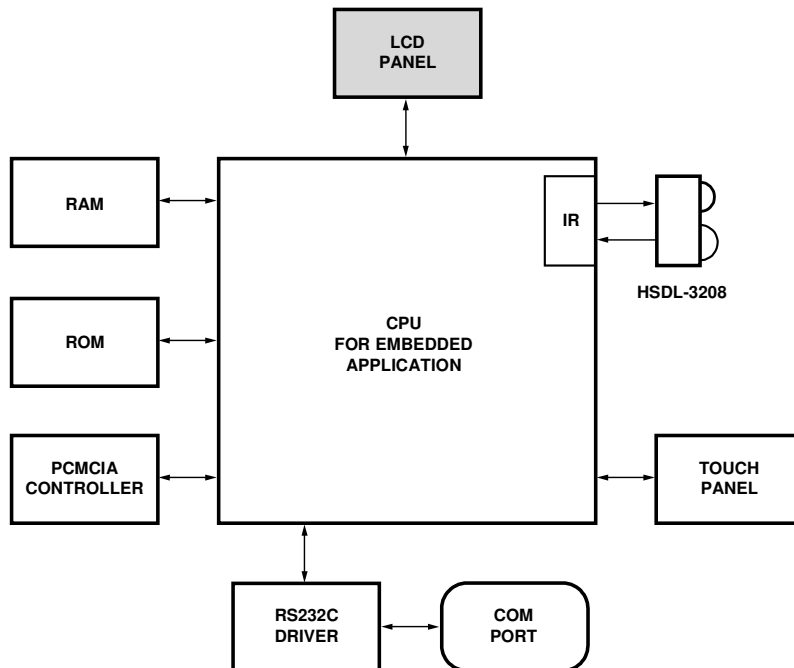 LCD
PANEL
RAM
IR
HSDL-3208
ROM
CPU
FOR EMBEDDED
APPLICATION
PCMCIA
CONTROLLER
TOUCH
PANEL
RS232C
DRIVER
COM
PORT